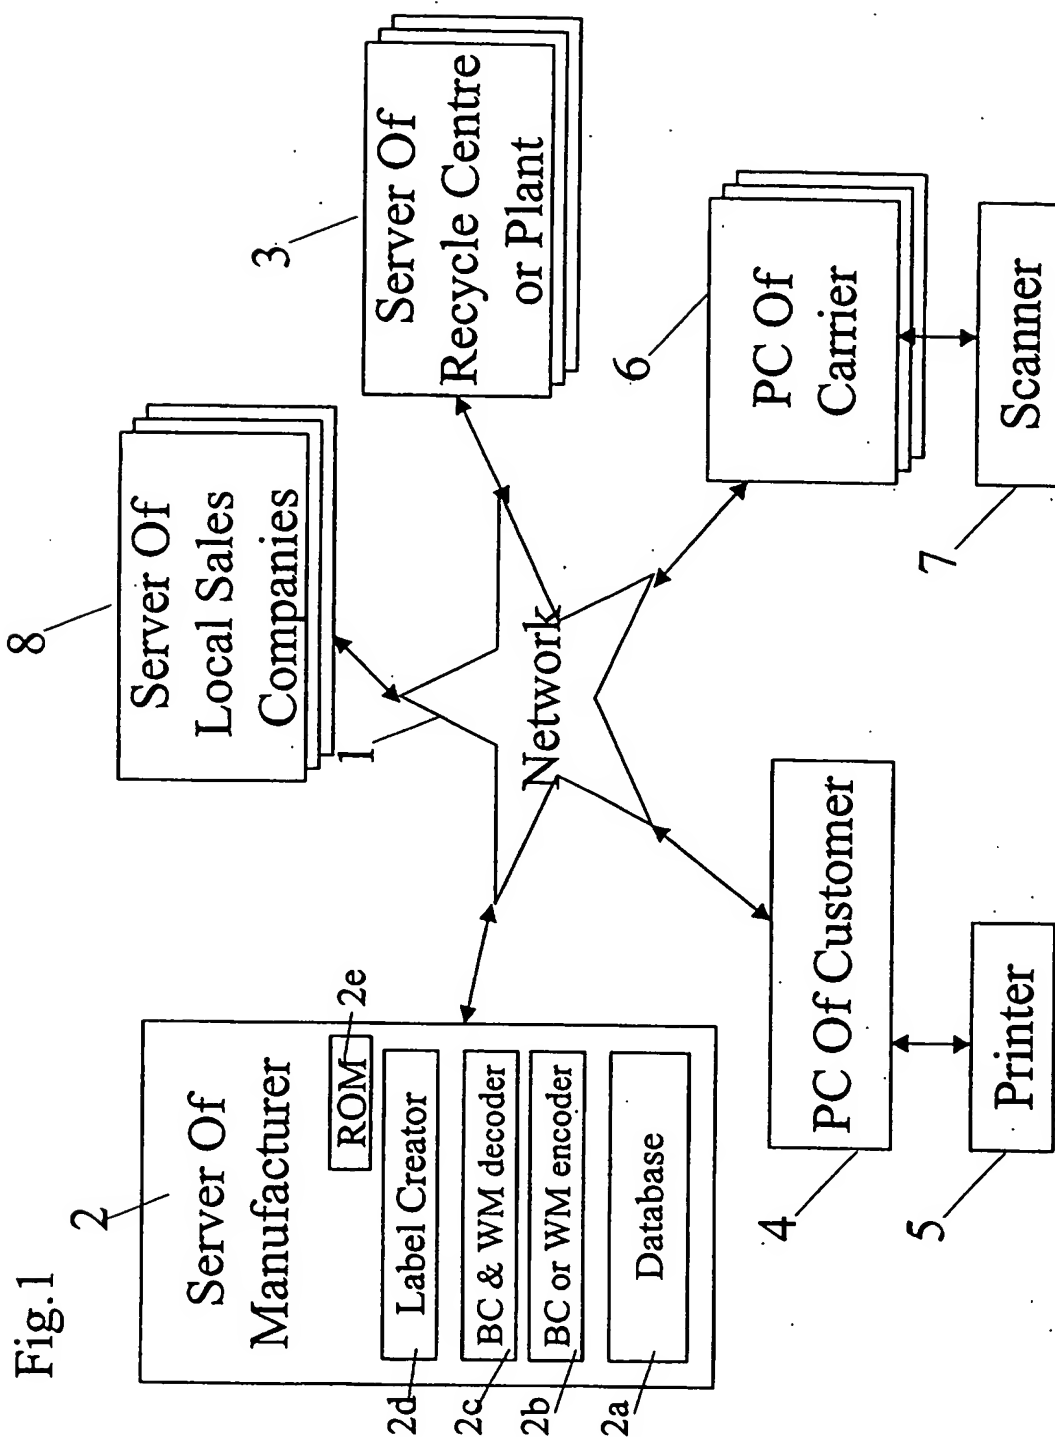 Fig.1
2
Server Of
Manufacturer
ROM
2e
2d
Label Creator
2c
BC & WM decoder
2b
BC or WM encoder
2a
Database
8
Server Of
Local Sales
Companies
1
Network
3
Server Of
Recycle Centre
or Plant
4
PC Of Customer
5
Printer
6
PC Of
Carrier
7
Scanner